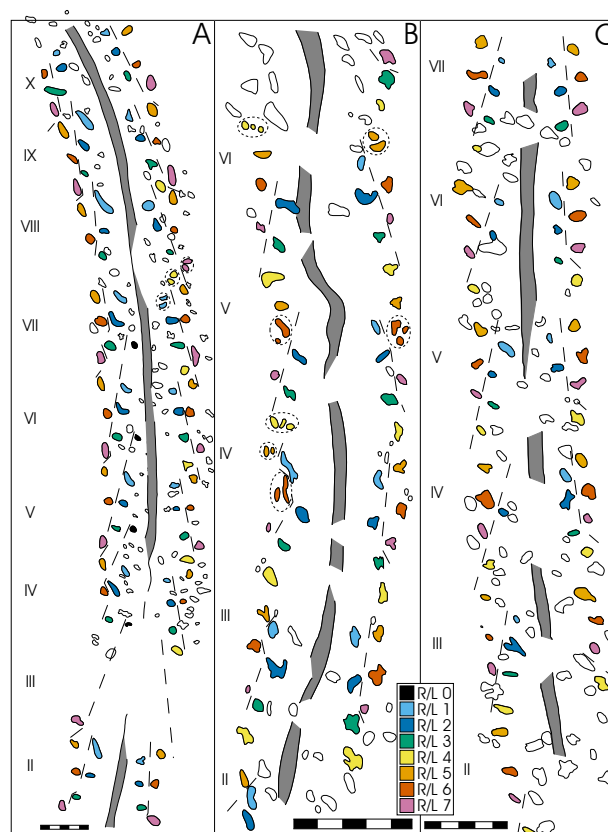 A
X
IX
VIII
VII
VI
V
IV
III
II
B
VI
V
IV
III
II
C
VII
VI
V
IV
III
II
R/L 0
R/L 1
R/L 2
R/L 3
R/L 4
R/L 5
R/L 6
R/L 7